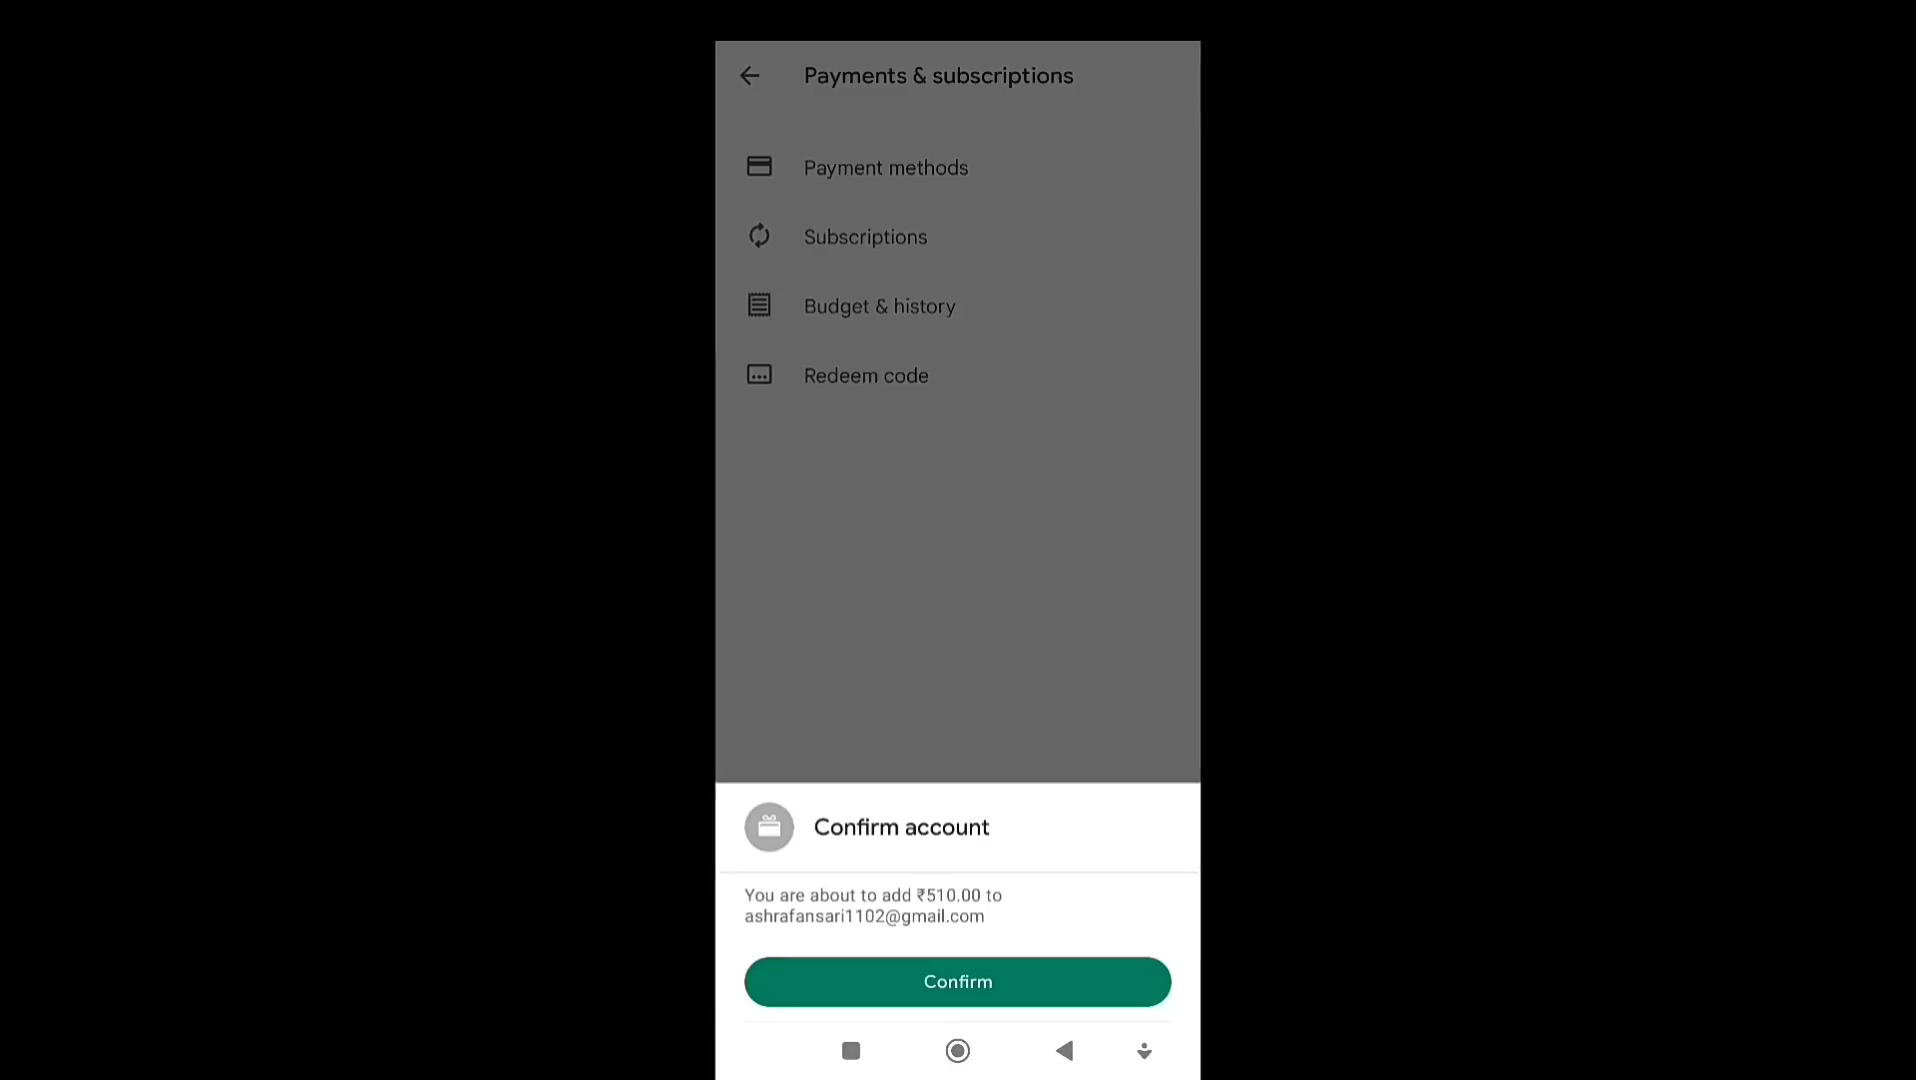 Payments & subscriptions
Payment methods
Subscriptions
Budget & history
Redeem code
Confirm account
You are about to add ₹510.00 to
ashrafansari1102@gmail.com
Confirm